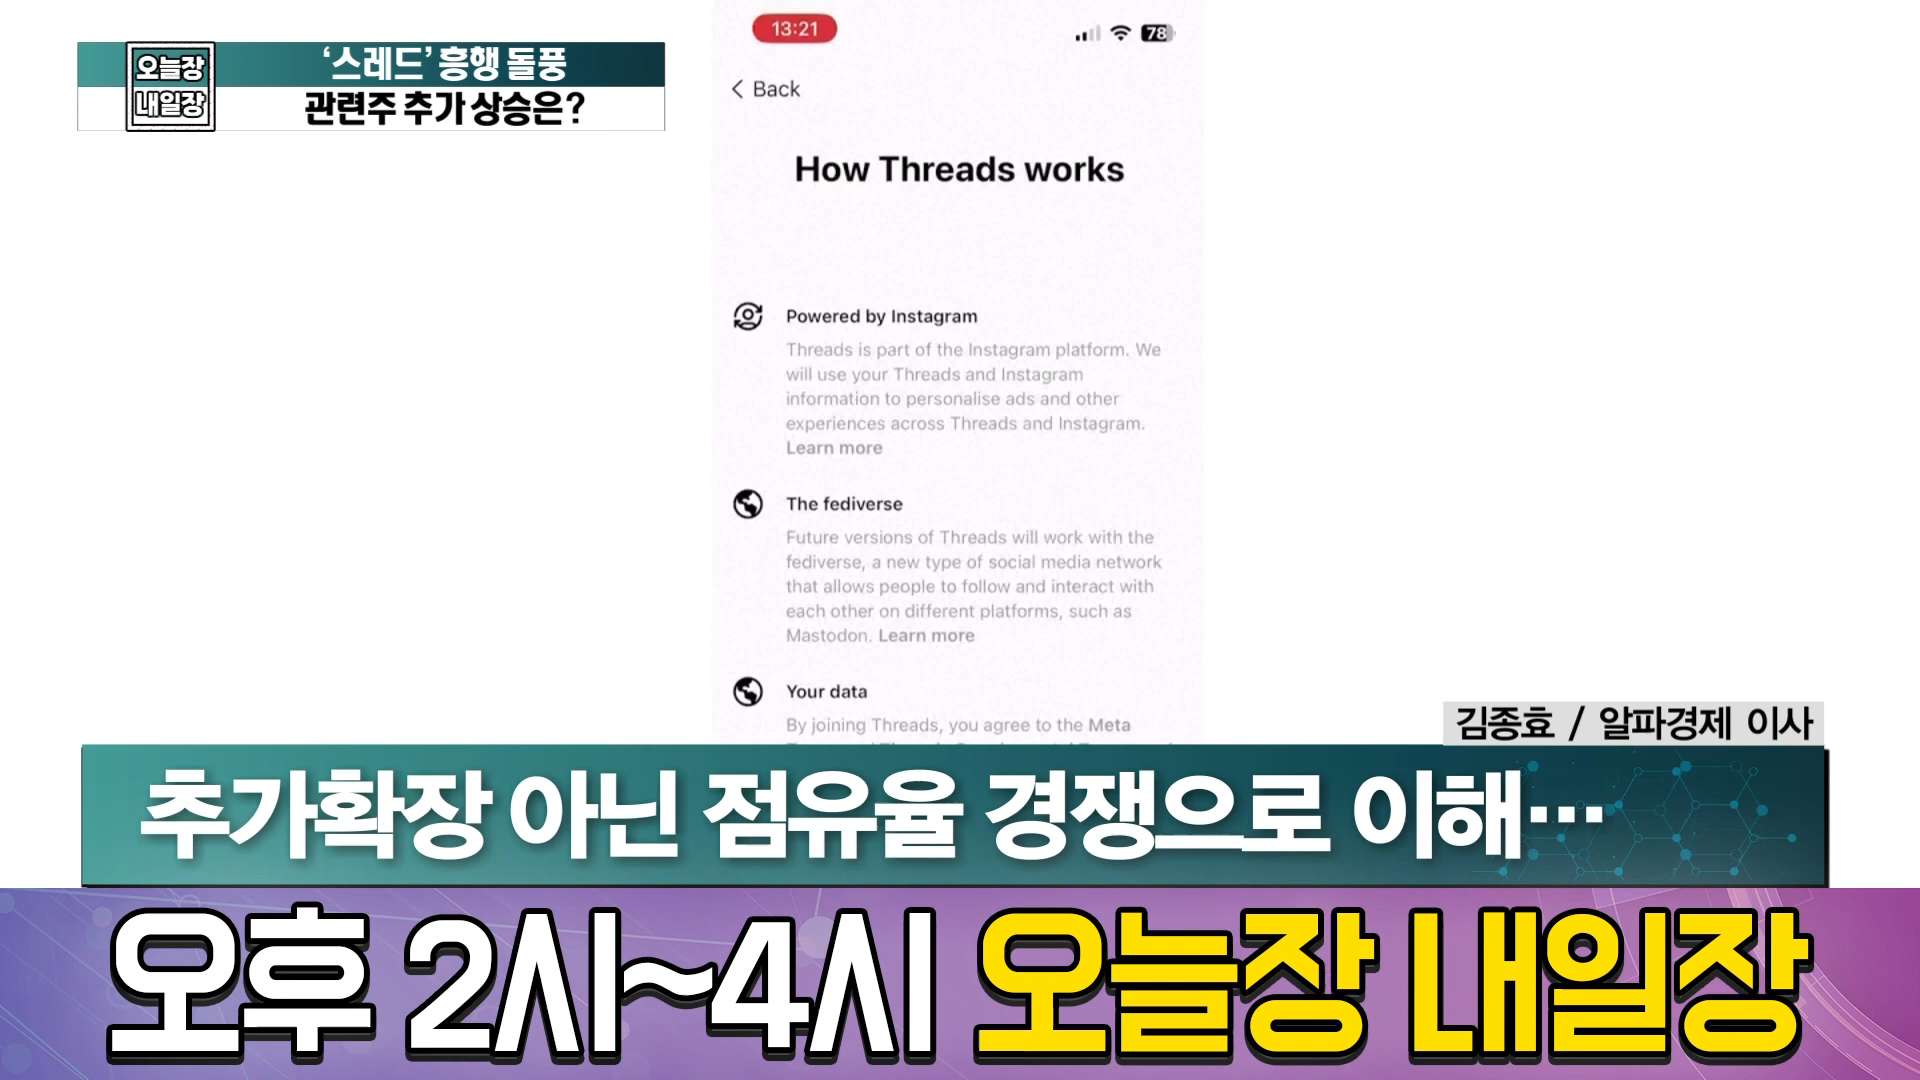 오늘장
내일장
‘스레드’ 흥행 돌풍
관련주 추가 상승은?
13:21
78
Back
How Threads works
Powered by Instagram
Threads is part of the Instagram platform. We
will use your Threads and Instagram
information to personalise ads and other
experiences across Threads and Instagram.
Learn more
The fediverse
Future versions of Threads will work with the
fediverse, a new type of social media network
that allows people to follow and interact with
each other on different platforms, such as
Mastodon. Learn more
Your data
By joining Threads, you agree to the Meta
김종효 / 알파경제 이사
추가확장 아닌 점유율 경쟁으로 이해…
오후 2시~4시 오늘장 내일장